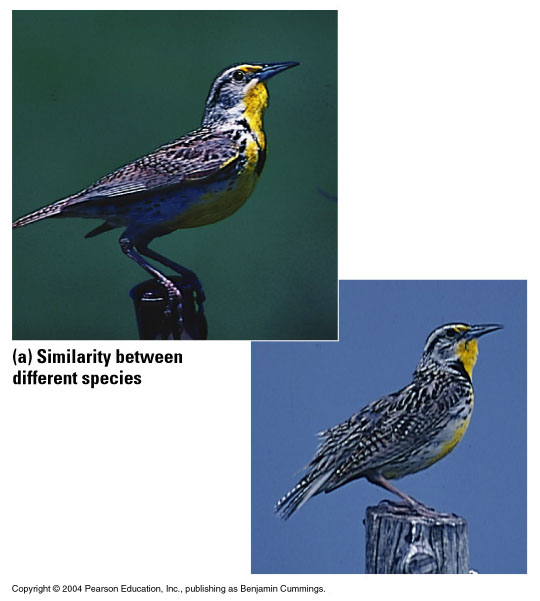 (a) Similarity between
different species
Copyright © 2004 Pearson Education, Inc., publishing as Benjamin Cummings.